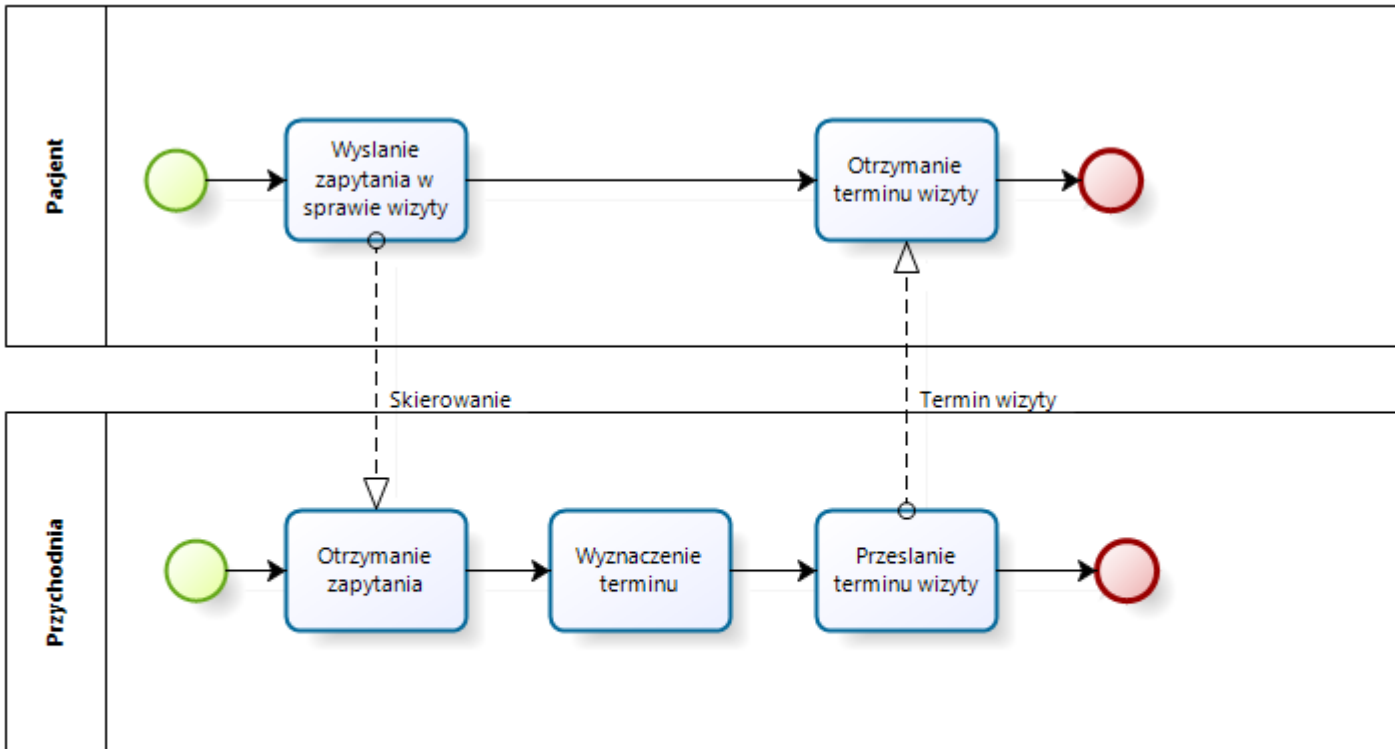 Pacjent
Wyslanie
zapytania w
sprawie wizyty
Otrzymanie
terminu wizyty
Skierowanie
Termin wizyty
Przychodnia
Otrzymanie
zapytania
Wyznaczenie
terminu
Przeslanie
terminu wizyty